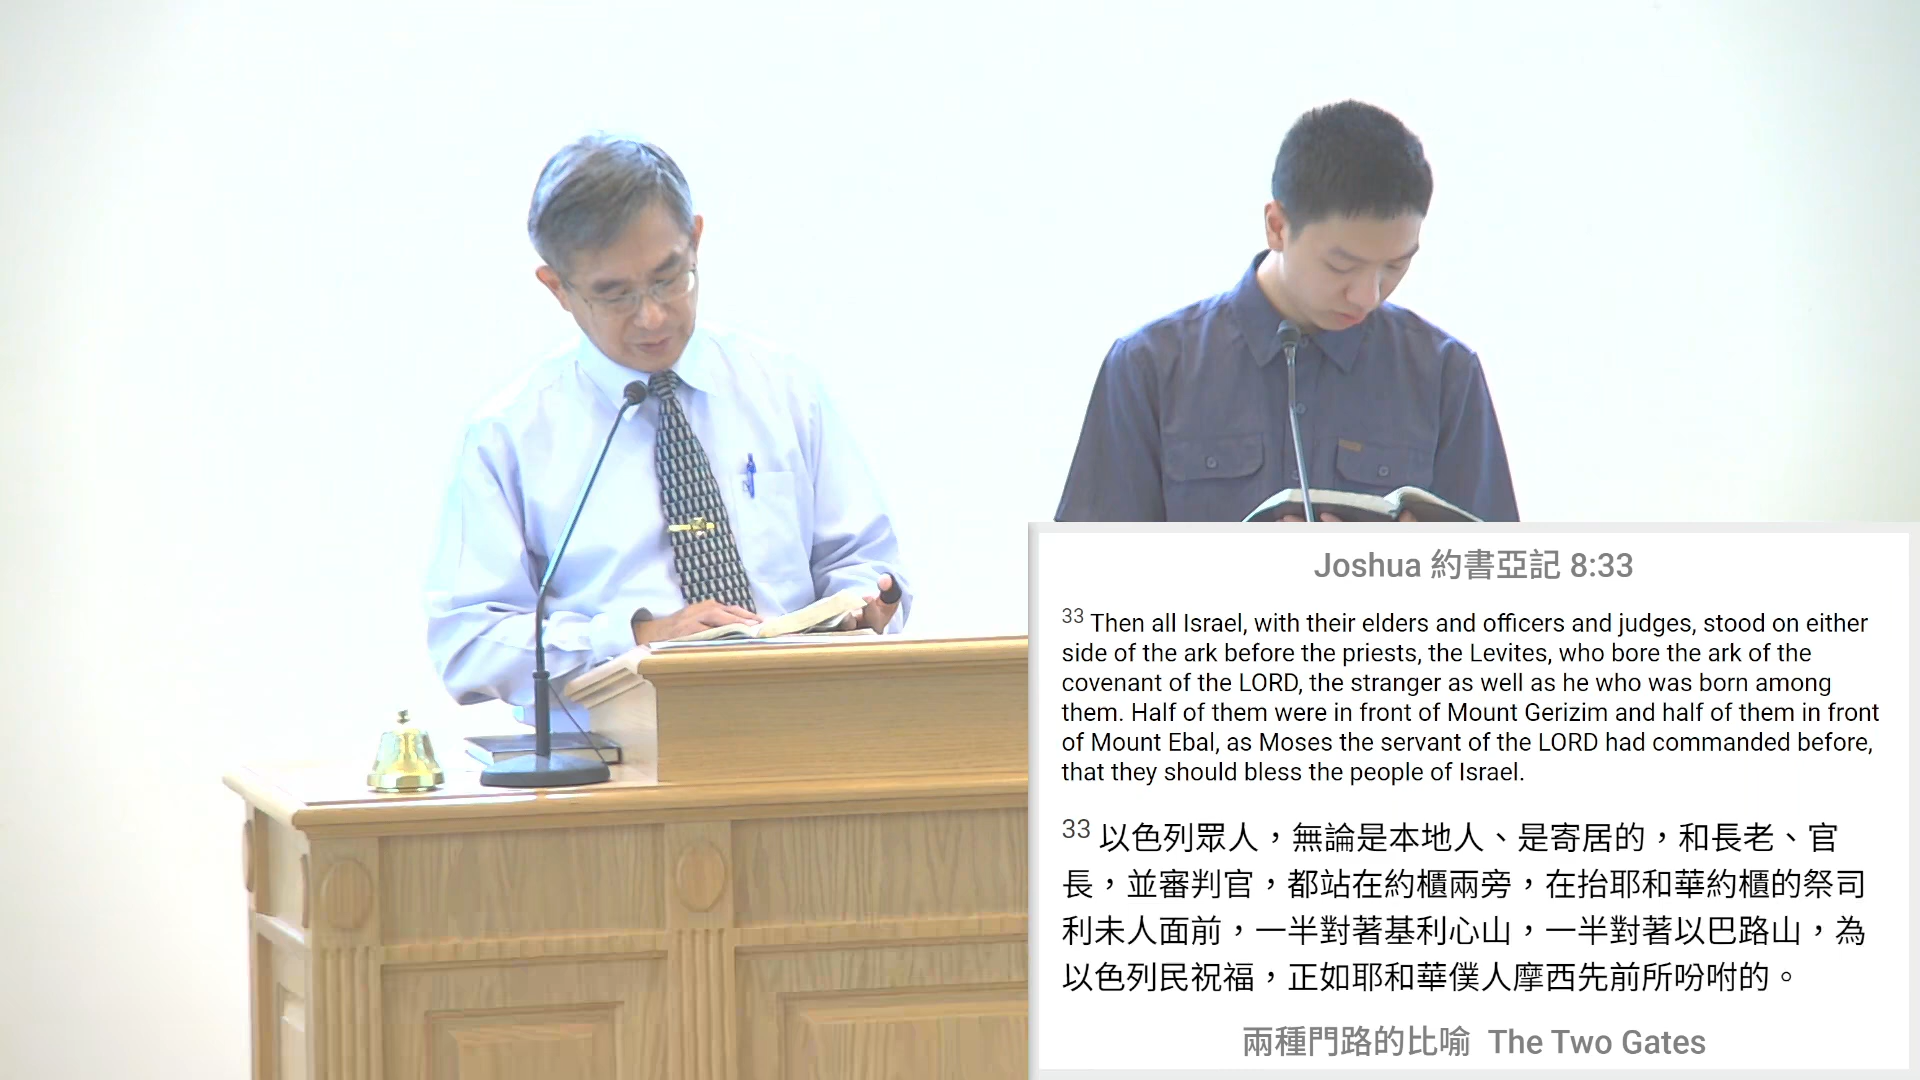 Joshua 約書亞記 8:33
33 Then all Israel, with their elders and officers and judges, stood on either
side of the ark before the priests, the Levites, who bore the ark of the
covenant of the LORD, the stranger as well as he who was born among
them. Half of them were in front of Mount Gerizim and half of them in front
of Mount Ebal, as Moses the servant of the LORD had commanded before,
that they should bless the people of Israel.
33 以色列眾人，無論是本地人、是寄居的，和長老、官
長，並審判官，都站在約櫃兩旁，在抬耶和華約櫃的祭司
利未人面前，一半對著基利心山，一半對著以巴路山，為
以色列民祝福，正如耶和華僕人摩西先前所吩咐的。
兩種門路的比喻 The Two Gates